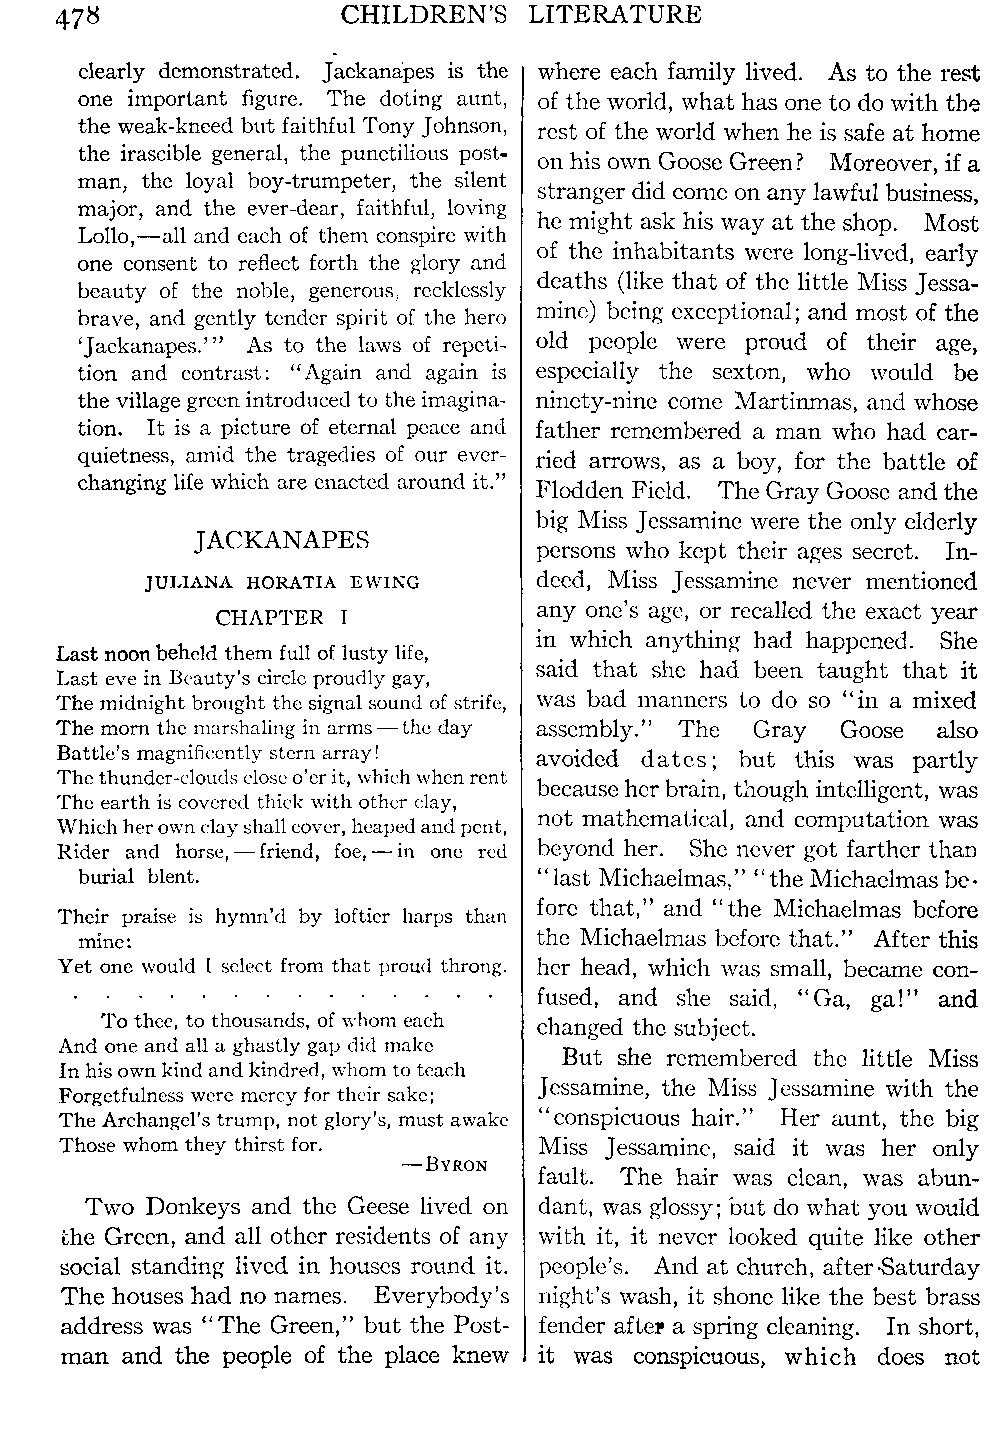 478
CHILDREN'S LITERATURE
clearly demonstrated. Jackanapes is the
one important figure. The doting aunt,
the weak-kneed but faithful Tony Johnson,
the irascible general, the punctilious post-
man, the loyal boy-trumpeter, the silent
major, and the ever-dear, faithful, loving
Lollo,—all and each of them conspire with
one consent to reflect forth the glory and
beauty of the noble, generous, recklessly
brave, and gently tender spirit of the hero
‘Jackanapes.’” As to the laws of repeti-
tion and contrast: “Again and again is
the village green introduced to the imagina-
tion. It is a picture of eternal peace and
quietness, amid the tragedies of our ever-
changing life which are enacted around it.”
JACKANAPES
JULIANA HORATIA EWING
CHAPTER I
Last noon beheld them full of lusty life,
Last eve in Beauty's circle proudly gay,
The midnight brought the signal sound of strife,
The morn the marshaling in arms—the day
Battle's magnificently stern array!
The thunder-clouds close o'er it, which when rent
The earth is covered thick with other clay,
Which her own clay shall cover, heaped and pent,
Rider and horse,—friend, foe,—in one red
burial blent.
Their praise is hymn'd by loftier harps than
mine:
Yet one would I select from that proud throng.
. . . . . . . . . . . . . .
To thee, to thousands, of whom each
And one and all a ghastly gap did make
In his own kind and kindred, whom to teach
Forgetfulness were mercy for their sake;
The Archangel's trump, not glory's, must awake
Those whom they thirst for.
—BYRON
Two Donkeys and the Geese lived on
the Green, and all other residents of any
social standing lived in houses round it.
The houses had no names. Everybody's
address was “The Green,” but the Post-
man and the people of the place knew
where each family lived. As to the rest
of the world, what has one to do with the
rest of the world when he is safe at home
on his own Goose Green? Moreover, if a
stranger did come on any lawful business,
he might ask his way at the shop. Most
of the inhabitants were long-lived, early
deaths (like that of the little Miss Jessa-
mine) being exceptional; and most of the
old people were proud of their age,
especially the sexton, who would be
ninety-nine come Martinmas, and whose
father remembered a man who had car-
ried arrows, as a boy, for the battle of
Flodden Field. The Gray Goose and the
big Miss Jessamine were the only elderly
persons who kept their ages secret. In-
deed, Miss Jessamine never mentioned
any one's age, or recalled the exact year
in which anything had happened. She
said that she had been taught that it
was bad manners to do so “in a mixed
assembly.” The Gray Goose also
avoided dates; but this was partly
because her brain, though intelligent, was
not mathematical, and computation was
beyond her. She never got farther than
“last Michaelmas,” “the Michaelmas be-
fore that,” and “the Michaelmas before
the Michaelmas before that.” After this
her head, which was small, became con-
fused, and she said, “Ga, ga!” and
changed the subject.
But she remembered the little Miss
Jessamine, the Miss Jessamine with the
“conspicuous hair.” Her aunt, the big
Miss Jessamine, said it was her only
fault. The hair was clean, was abun-
dant, was glossy; but do what you would
with it, it never looked quite like other
people's. And at church, after Saturday
night's wash, it shone like the best brass
fender after a spring cleaning. In short,
it was conspicuous, which does not